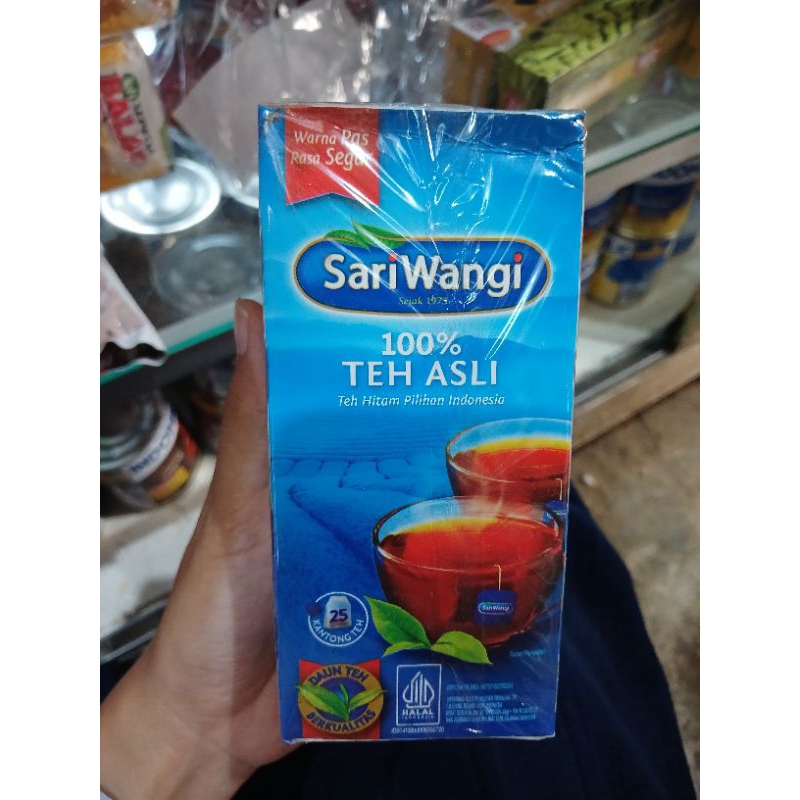 Warna Pas
Rasa Segar
SariWangi
Sejak 1973
100%
TEH ASLI
Teh Hitam Pilihan Indonesia
SariWangi
25
KANTONG TEH
DAUN TEH
BERKUALITAS
HALAL
INDONESIA